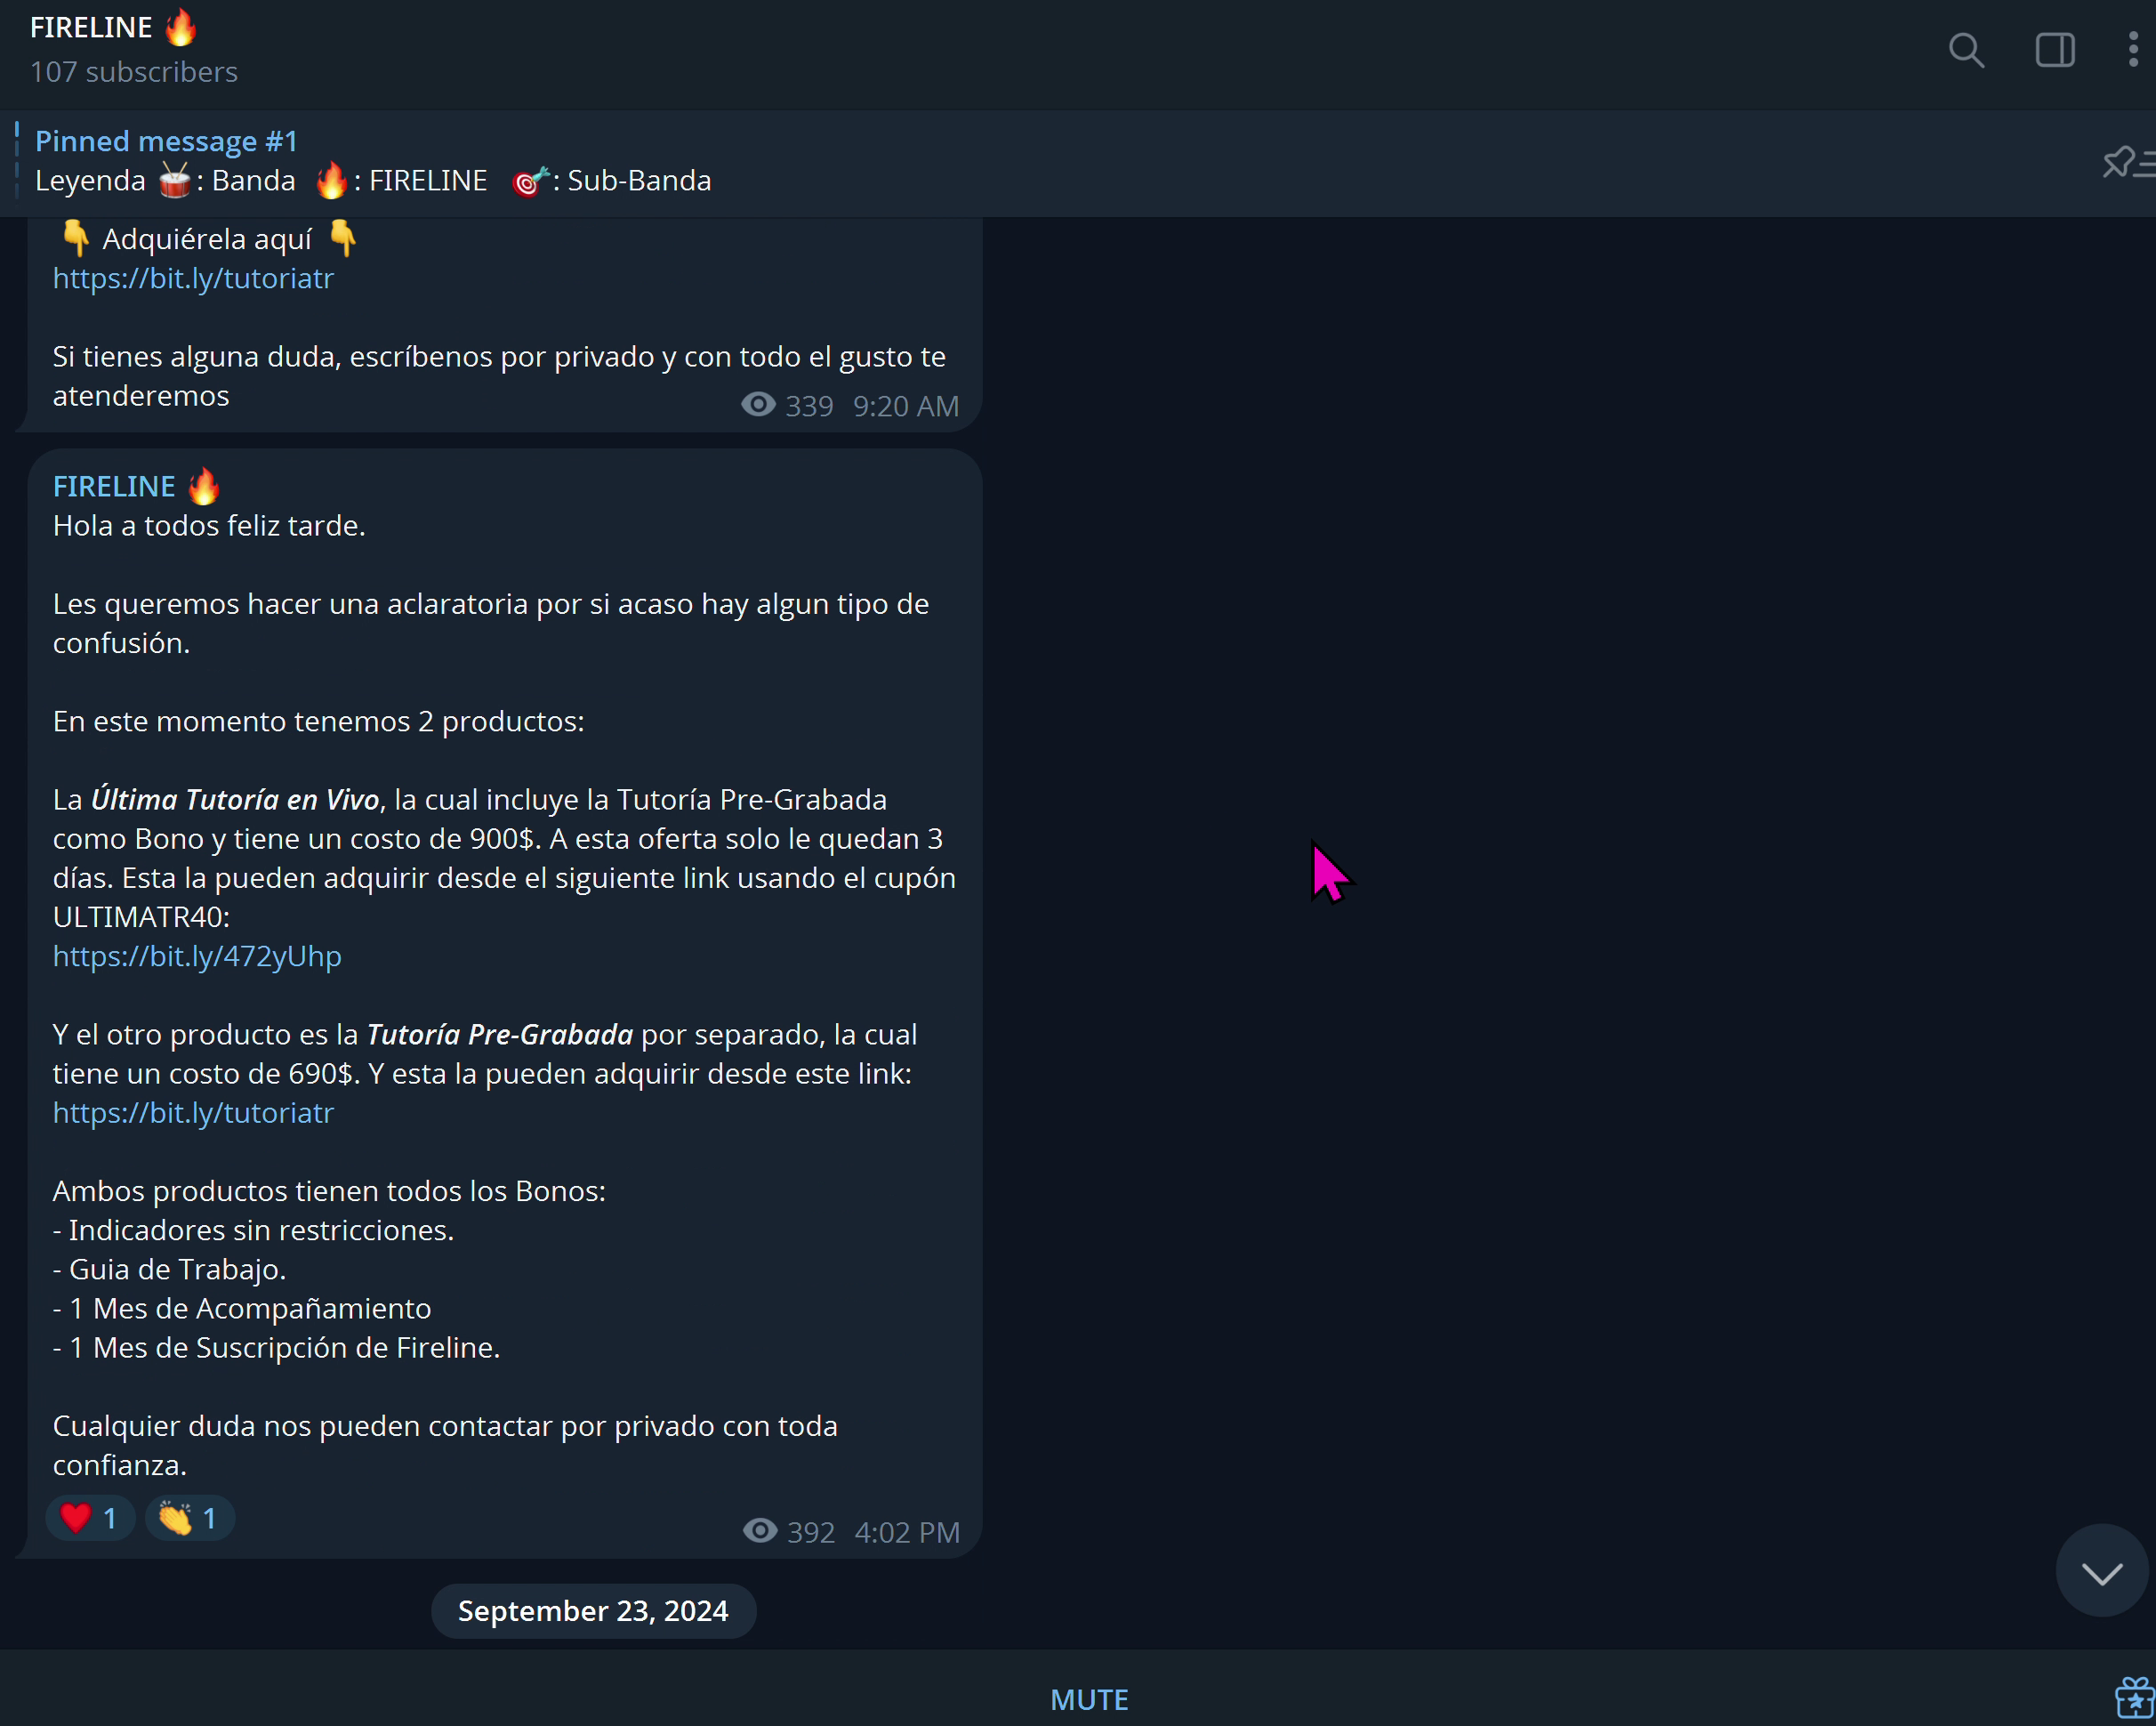 FIRELINE 🔥
107 subscribers
Pinned message #1
Leyenda 🥁: Banda 🔥: FIRELINE 🎯: Sub-Banda
👇 Adquiérela aquí 👇
https://bit.ly/tutoriatr
Si tienes alguna duda, escríbenos por privado y con todo el gusto te
atenderemos
339 9:20 AM
FIRELINE 🔥
Hola a todos feliz tarde.
Les queremos hacer una aclaratoria por si acaso hay algun tipo de
confusión.
En este momento tenemos 2 productos:
La Última Tutoría en Vivo, la cual incluye la Tutoría Pre-Grabada
como Bono y tiene un costo de 900$. A esta oferta solo le quedan 3
días. Esta la pueden adquirir desde el siguiente link usando el cupón
ULTIMATR40:
https://bit.ly/472yUhp
Y el otro producto es la Tutoría Pre-Grabada por separado, la cual
tiene un costo de 690$. Y esta la pueden adquirir desde este link:
https://bit.ly/tutoriatr
Ambos productos tienen todos los Bonos:
- Indicadores sin restricciones.
- Guia de Trabajo.
- 1 Mes de Acompañamiento
- 1 Mes de Suscripción de Fireline.
Cualquier duda nos pueden contactar por privado con toda
confianza.
❤️ 1 👏 1
392 4:02 PM
September 23, 2024
MUTE